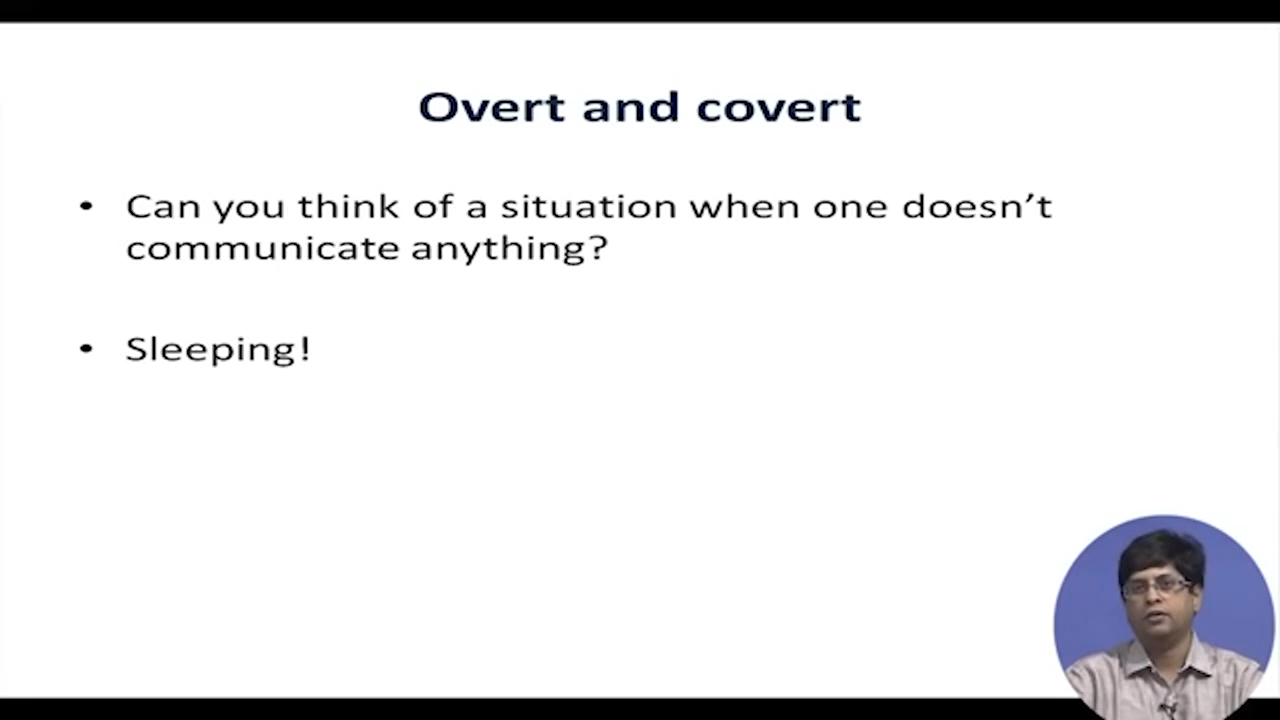 Overt and covert
• Can you think of a situation when one doesn’t
communicate anything?
• Sleeping!